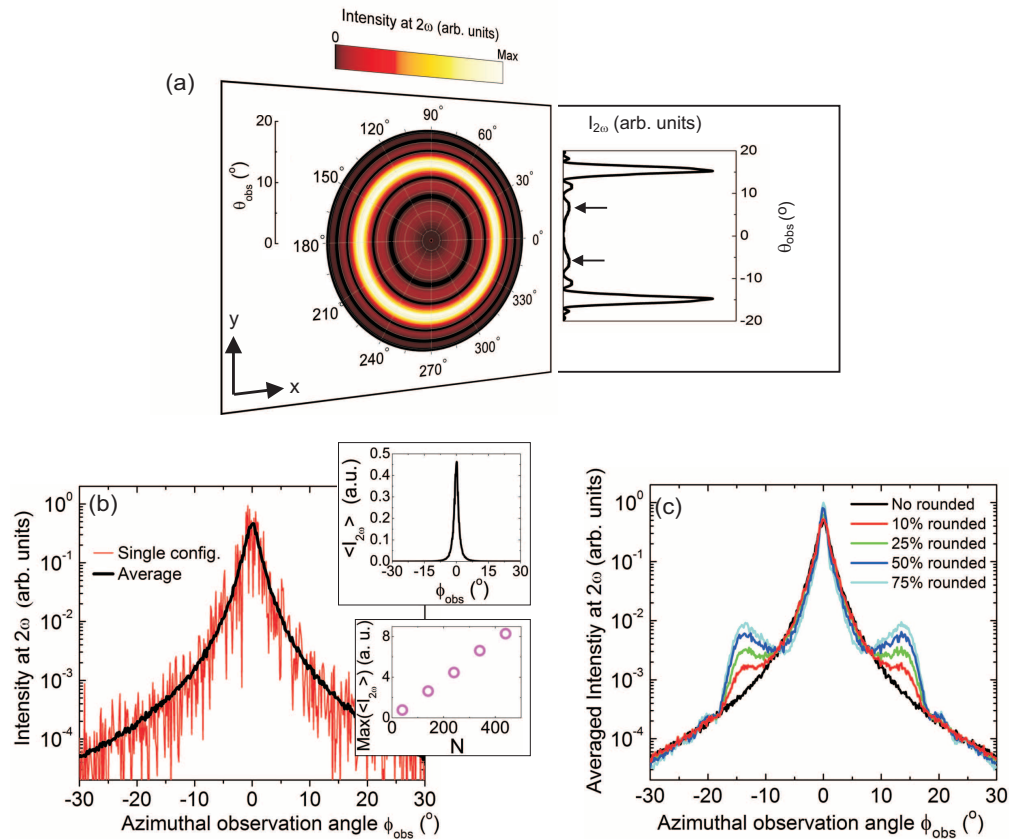 Intensity at 2ω (arb. units)
0
Max
(a)
20
10
0
θobs (°)
90°
60°
30°
0°
330°
300°
270°
240°
210°
180°
150°
120°
y
x
I2ω (arb. units)
20
10
0
-10
-20
θobs (°)
(b)
Intensity at 2ω (arb. units)
10^0
10^-1
10^-2
10^-3
10^-4
Single config.
Average
-30 -20 -10 0 10 20 30
Azimuthal observation angle ϕobs (°)
<I2ω> (a.u.)
0.5
0.4
0.3
0.2
0.1
0.0
-30 -15 0 15 30
ϕobs (°)
Max(<I2ω>) (a. u.)
8
4
0
0 200 400
N
(c)
Averaged Intenstiy at 2ω (arb. units)
10^0
10^-1
10^-2
10^-3
10^-4
No rounded
10% rounded
25% rounded
50% rounded
75% rounded
-30 -20 -10 0 10 20 30
Azimuthal observation angle ϕobs (°)